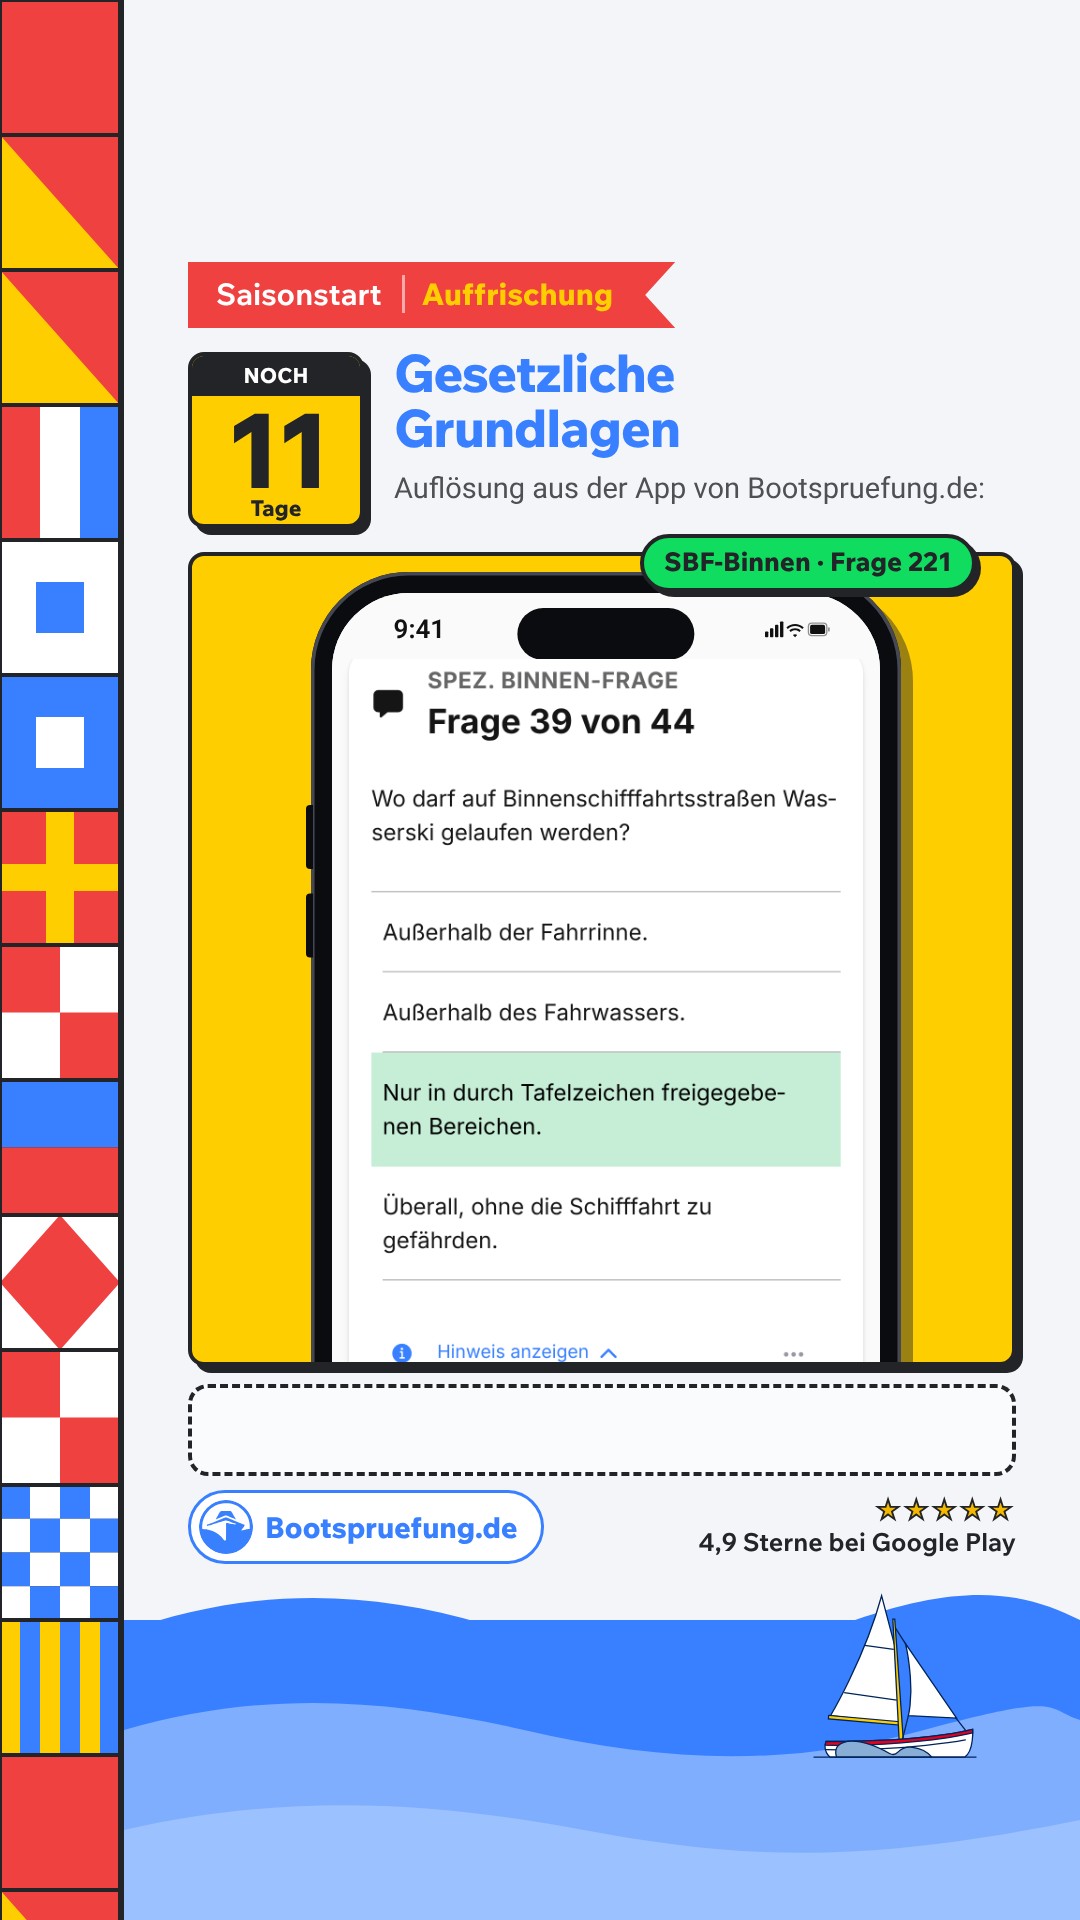 Saisonstart | Auffrischung
NOCH
11
Tage
Gesetzliche
Grundlagen
Auflösung aus der App von Bootspruefung.de:
SBF-Binnen · Frage 221
9:41
SPEZ. BINNEN-FRAGE
Frage 39 von 44
Wo darf auf Binnenschifffahrtsstraßen Was-
serski gelaufen werden?
Außerhalb der Fahrrinne.
Außerhalb des Fahrwassers.
Nur in durch Tafelzeichen freigegebe-
nen Bereichen.
Überall, ohne die Schifffahrt zu
gefährden.
Hinweis anzeigen
Bootspruefung.de
4,9 Sterne bei Google Play